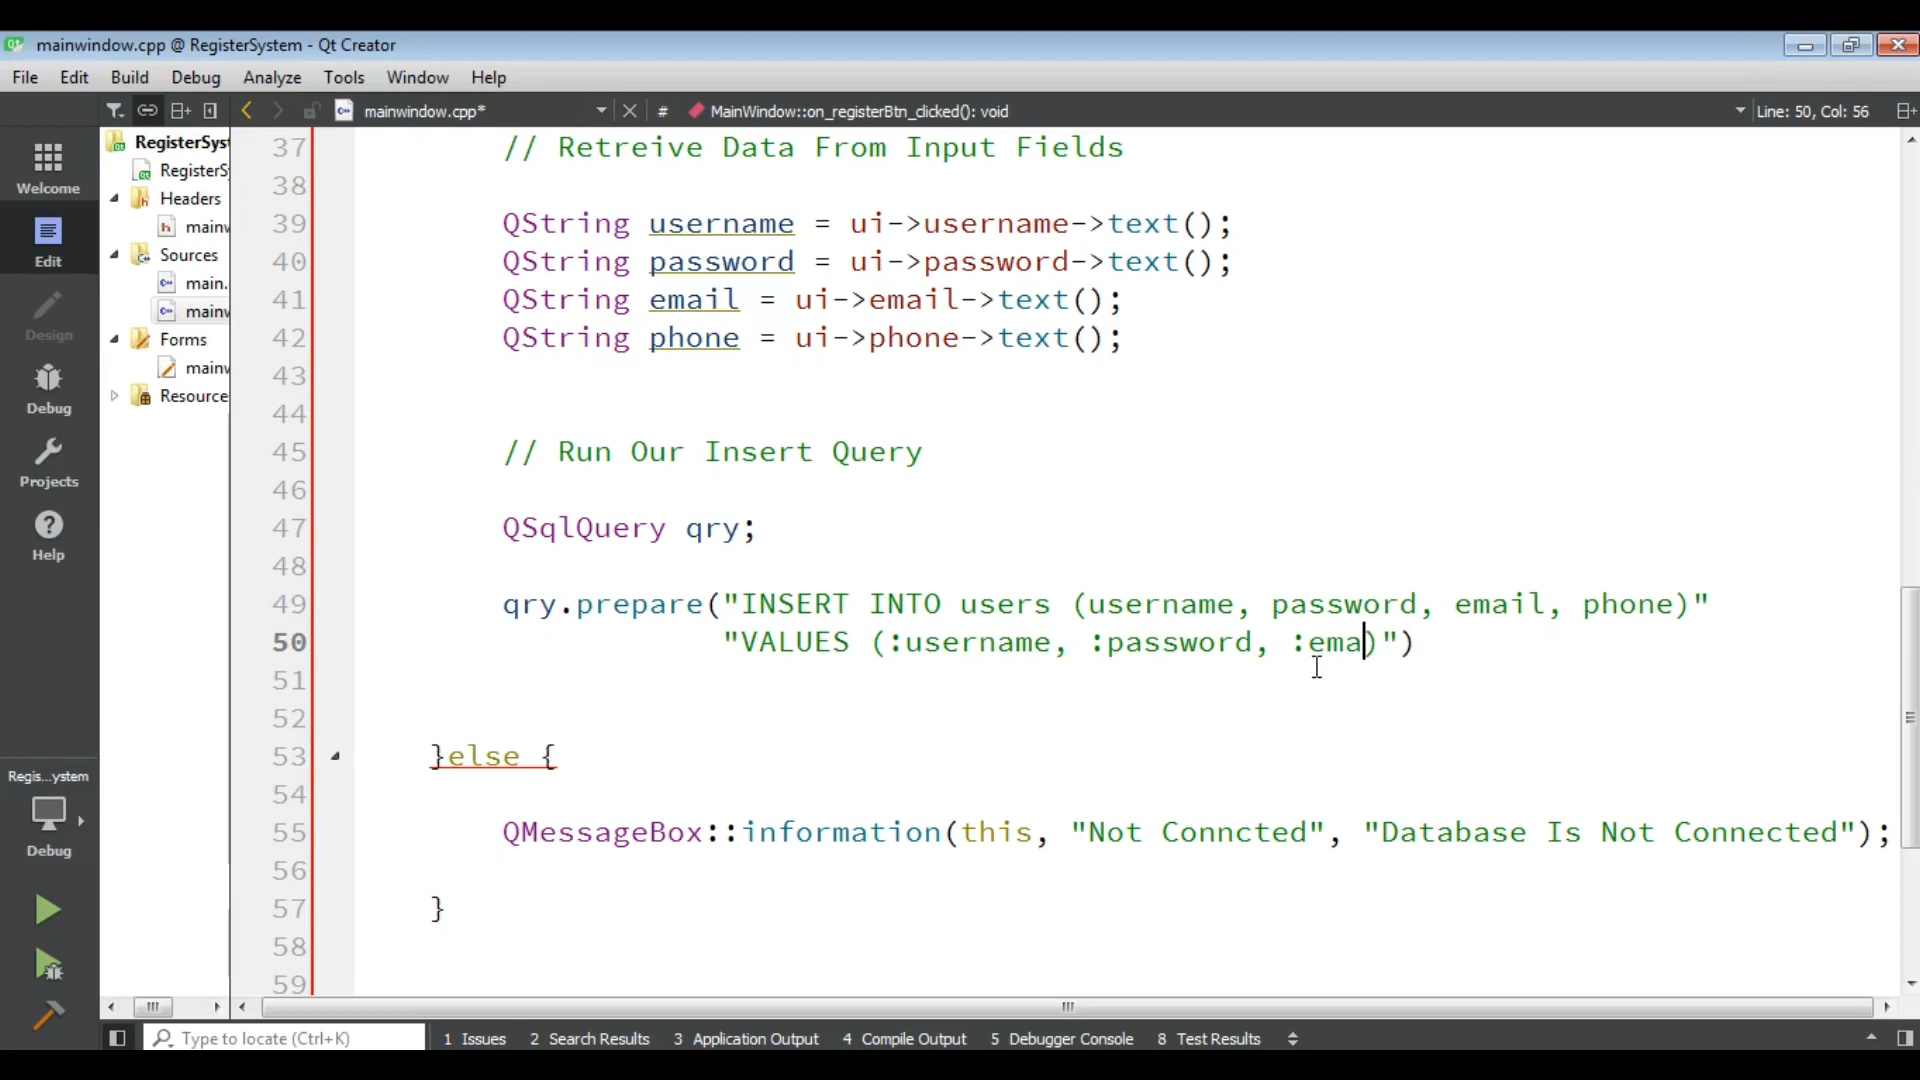 mainwindow.cpp @ RegisterSystem - Qt Creator
File Edit Build Debug Analyze Tools Window Help
mainwindow.cpp* # MainWindow::on_registerBtn_clicked(): void Line: 50, Col: 56
Welcome
Edit
Design
Debug
Projects
Help
Regis...ystem
Debug
RegisterSyst
RegisterS
Headers
mainw
Sources
main.
mainw
Forms
mainw
Resource
37 // Retreive Data From Input Fields
38
39 QString username = ui->username->text();
40 QString password = ui->password->text();
41 QString email = ui->email->text();
42 QString phone = ui->phone->text();
43
44
45 // Run Our Insert Query
46
47 QSqlQuery qry;
48
49 qry.prepare("INSERT INTO users (username, password, email, phone)"
50 "VALUES (:username, :password, :ema)")
51
52
53 }else {
54
55 QMessageBox::information(this, "Not Conncted", "Database Is Not Connected");
56
57 }
58
59
Type to locate (Ctrl+K) 1 Issues 2 Search Results 3 Application Output 4 Compile Output 5 Debugger Console 8 Test Results